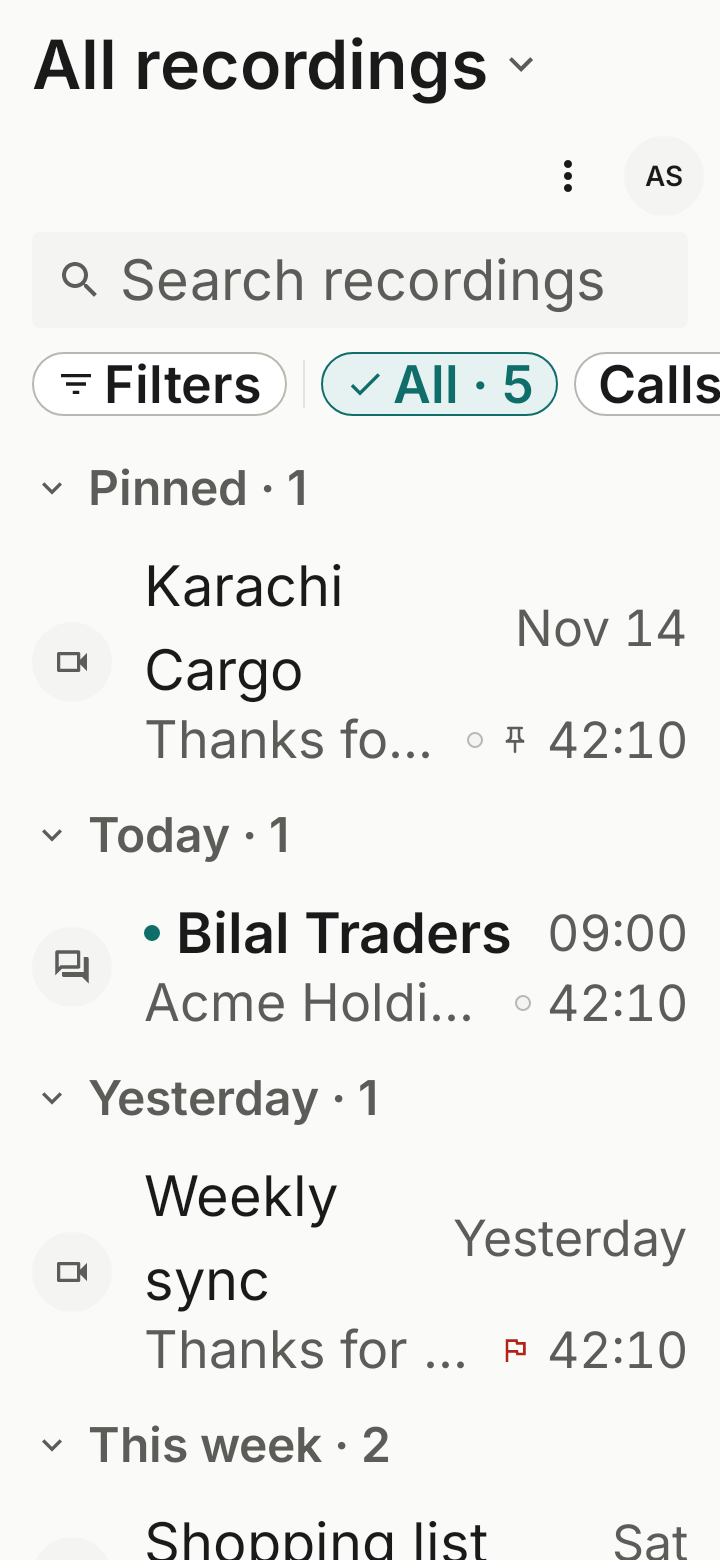 All recordings
AS
Search recordings
Filters
All · 5
Calls
Pinned · 1
Karachi
Cargo
Nov 14
Thanks fo...
42:10
Today · 1
Bilal Traders
09:00
Acme Holdi...
42:10
Yesterday · 1
Weekly
sync
Yesterday
Thanks for ...
42:10
This week · 2
Shopping list
Sat